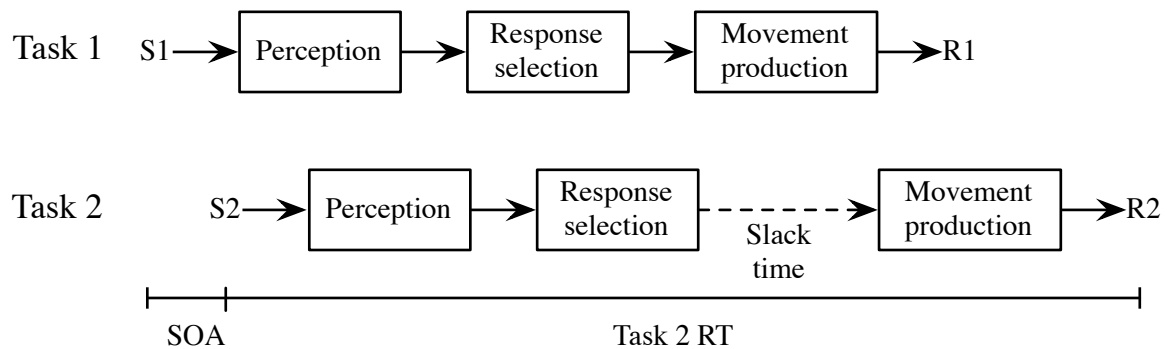 Task 1
S1
Perception
Response
selection
Movement
production
R1
Task 2
S2
Perception
Response
selection
Slack
time
Movement
production
R2
SOA
Task 2 RT